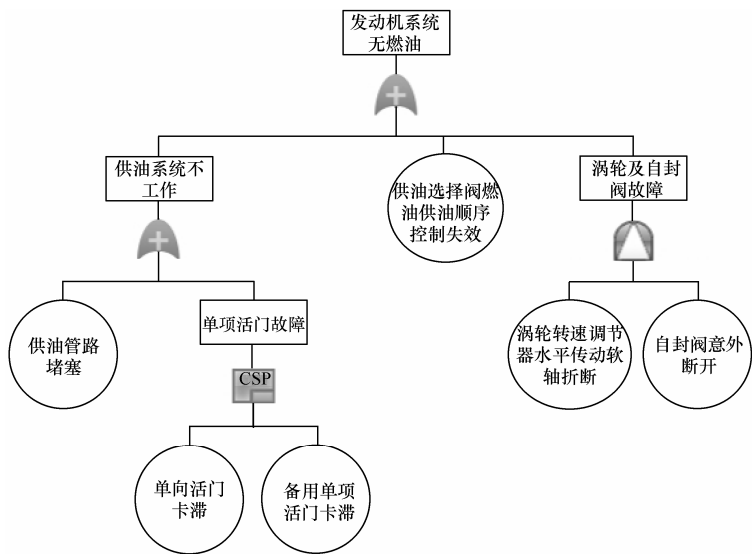 发动机系统
无燃油
供油系统不
工作
供油选择阀燃
油供油顺序
控制失效
涡轮及自封
阀故障
供油管路
堵塞
单项活门故障
涡轮转速调节
器水平传动软
轴折断
自封阀意外
断开
CSP
单向活门
卡滞
备用单项
活门卡滞